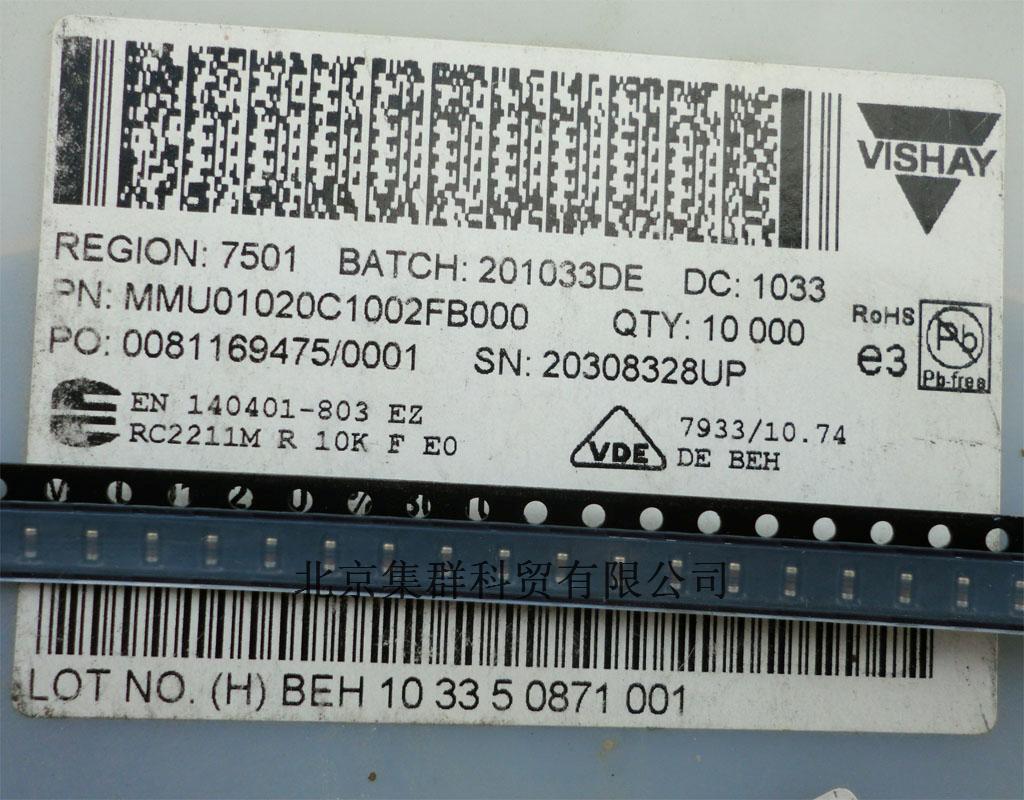 VISHAY
REGION: 7501 BATCH: 201033DE DC: 1033
PN: MMU01020C1002FB000 QTY: 10 000
PO: 0081169475/0001 SN: 20308328UP
RoHS
e3
Pb
Pb-free
EN 140401-803 EZ
RC2211M R 10K F E0
VDE
7933/10.74
DE BEH
北京集群科贸有限公司
LOT NO. (H) BEH 10 33 5 0871 001